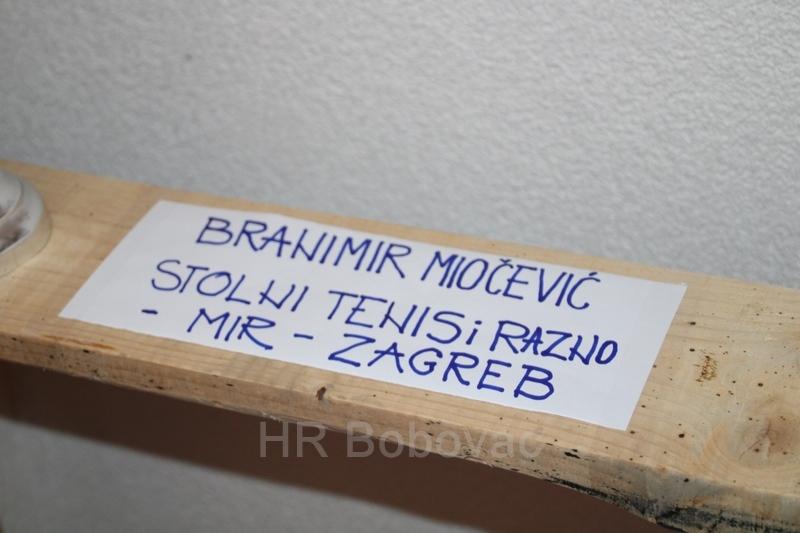 BRANIMIR MIOČEVIĆ
STOLNI TENIS i RAZNO
- MIR - ZAGREB
HR Bobovac